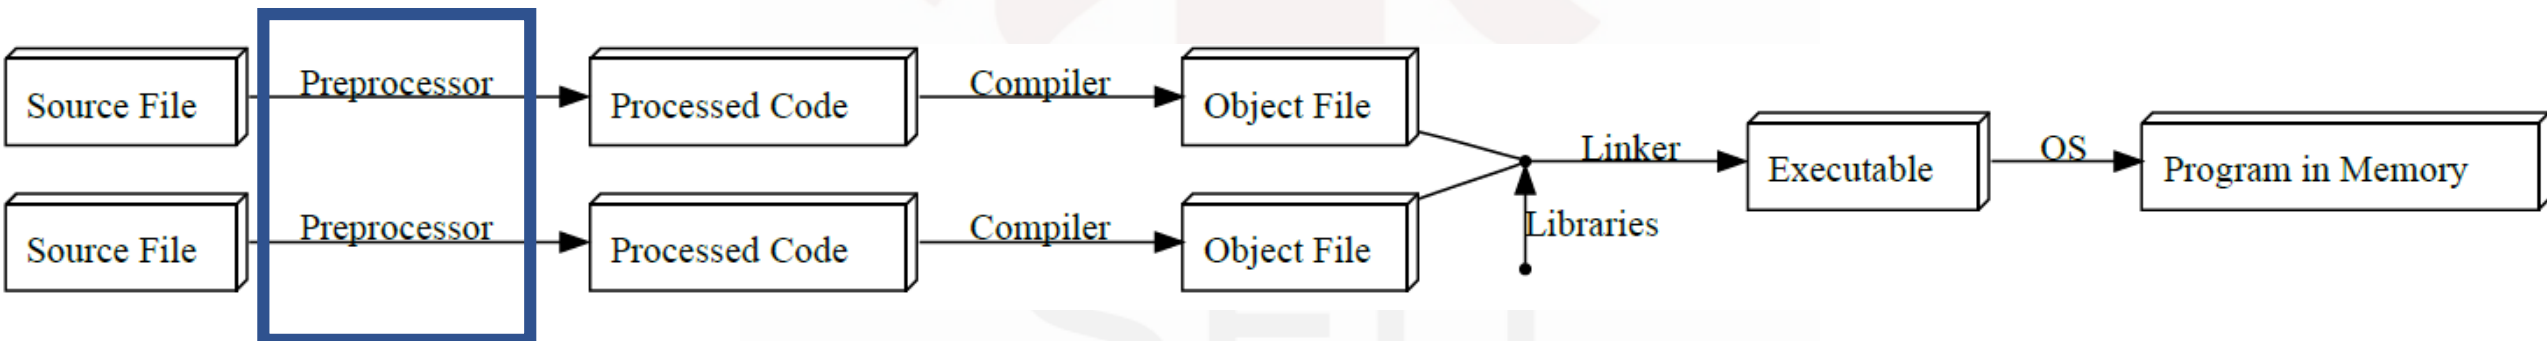 Source File
Preprocessor
Processed Code
Compiler
Object File
Source File
Preprocessor
Processed Code
Compiler
Object File
Libraries
Linker
Executable
OS
Program in Memory